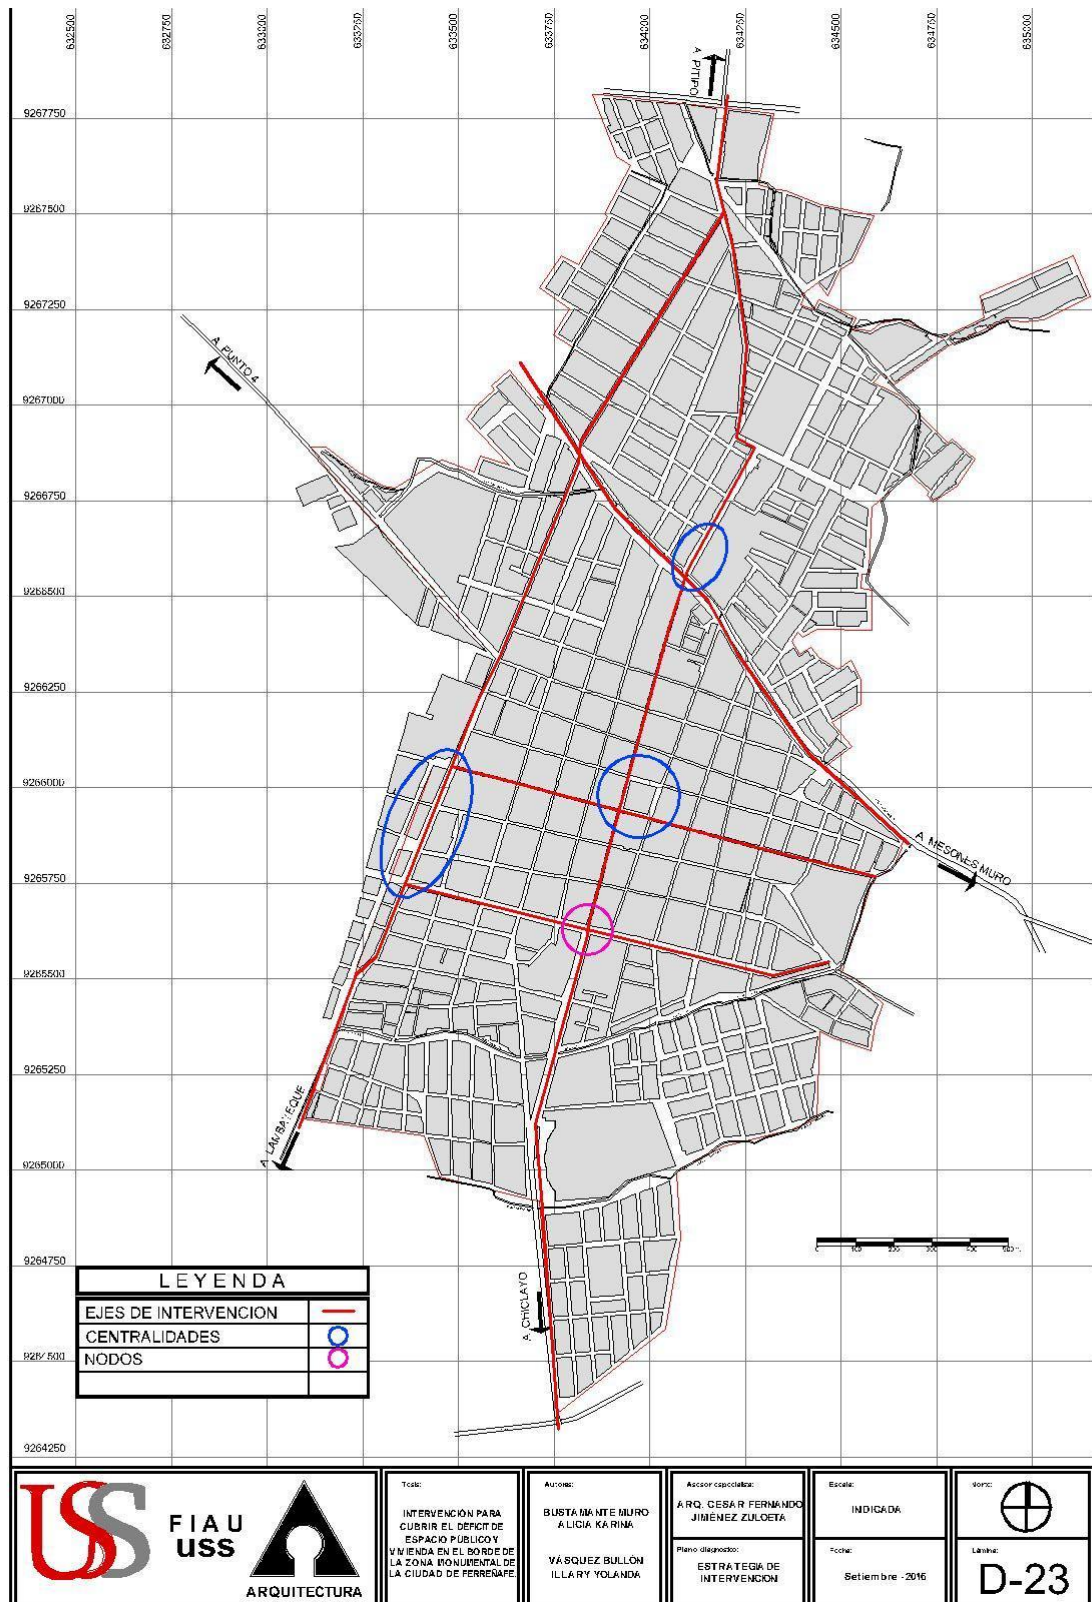 632500
632750
633000
633250
633500
633750
634000
634250
634500
634750
635000
9267750
9267500
9267250
9267000
9266750
9266500
9266250
9266000
9265750
9265500
9265250
9265000
9264750
9264500
9264250
A. PITIPO
A. PUNTO 4
A. MESONES MURO
A. LAMBAYEQUE
A. CHICLAYO
LEYENDA
EJES DE INTERVENCION
CENTRALIDADES
NODOS
USS
FIAU
USS
ARQUITECTURA
Tesis:
INTERVENCIÓN PARA
CUBRIR EL DÉFICIT DE
ESPACIO PÚBLICO Y
VIVIENDA EN EL BORDE DE
LA ZONA MONUMENTAL DE
LA CIUDAD DE FERREÑAFE.
Autores:
BUSTAMANTE MURO
ALICIA KARINA
VÁSQUEZ BULLÓN
ILLARY YOLANDA
Asesor especialista:
ARQ. CESAR FERNANDO
JIMÉNEZ ZULOETA
Plano diagnostico:
ESTRATEGIA DE
INTERVENCION
Escala:
INDICADA
Fecha:
Setiembre - 2016
Norte:
Lámina:
D-23